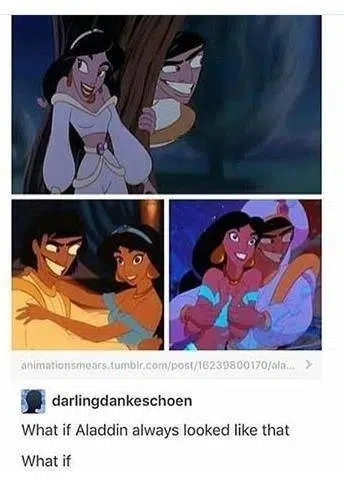 animationsmears.tumblr.com/post/16239800170/ala...
darlingdankeschoen
What if Aladdin always looked like that
What if